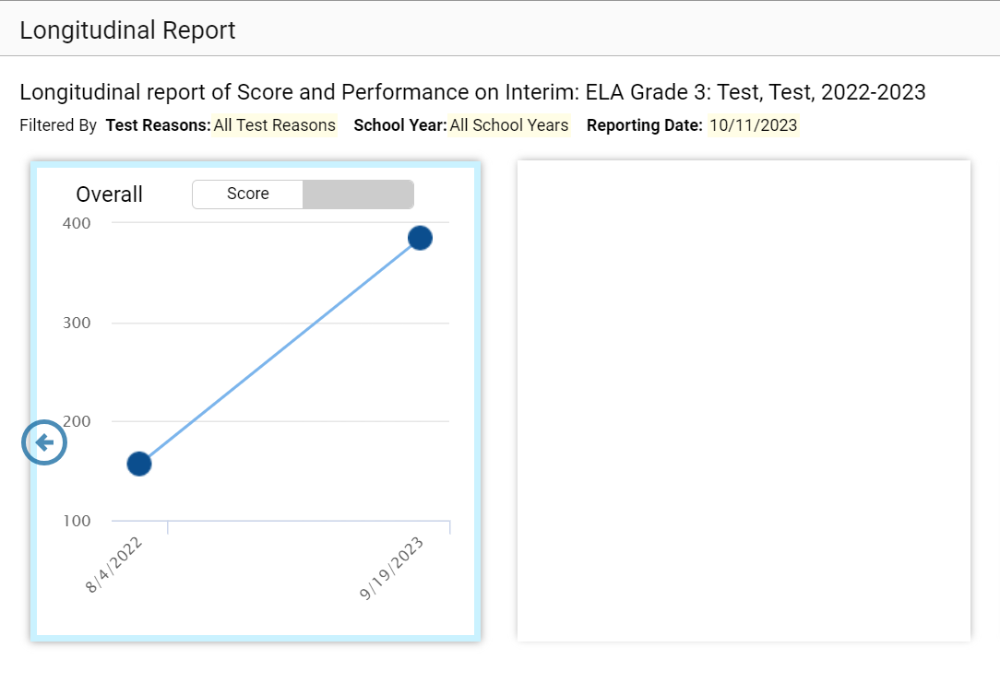 Longitudinal Report
Longitudinal report of Score and Performance on Interim: ELA Grade 3: Test, Test, 2022-2023
Filtered By Test Reasons: All Test Reasons School Year: All School Years Reporting Date: 10/11/2023
Overall Score
400
300
200
100
8/4/2022 9/19/2023